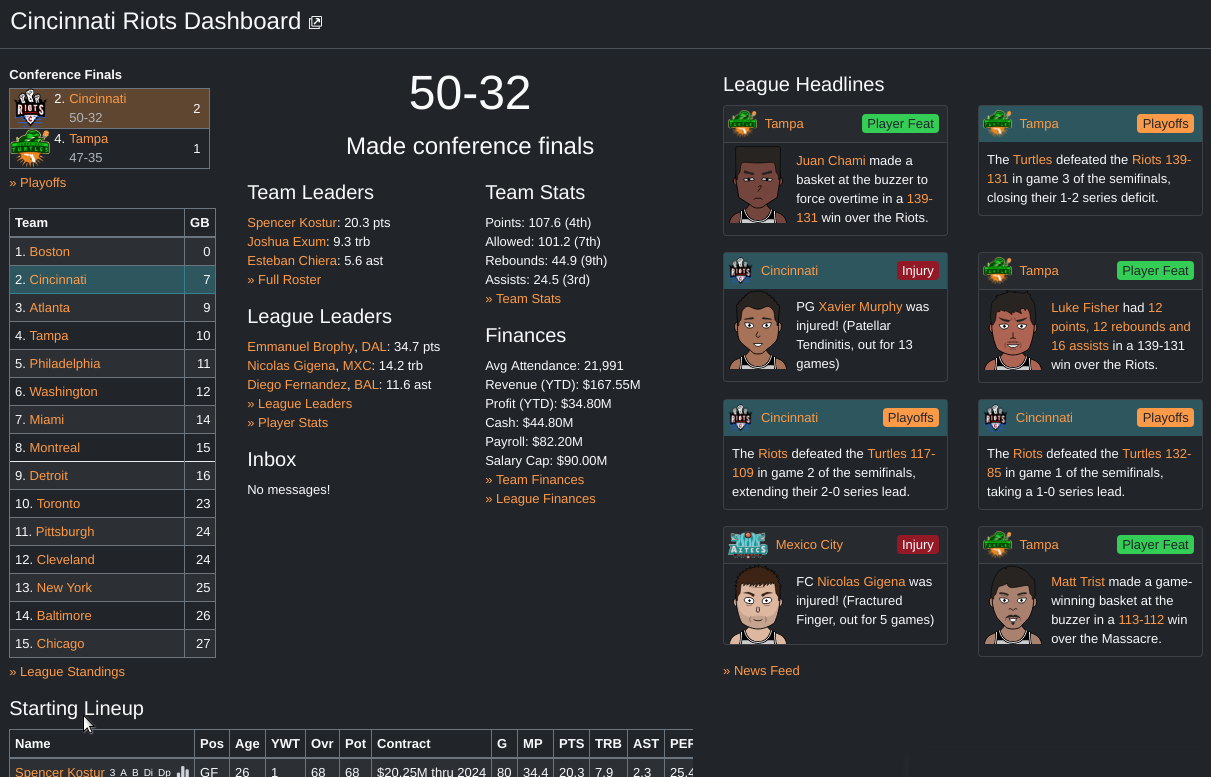 Cincinnati Riots Dashboard
Conference Finals
2. Cincinnati
50-32
2
4. Tampa
47-35
1
» Playoffs
Team GB
1. Boston 0
2. Cincinnati 7
3. Atlanta 9
4. Tampa 10
5. Philadelphia 11
6. Washington 12
7. Miami 14
8. Montreal 15
9. Detroit 16
10. Toronto 23
11. Pittsburgh 24
12. Cleveland 24
13. New York 25
14. Baltimore 26
15. Chicago 27
» League Standings
50-32
Made conference finals
Team Leaders
Spencer Kostur: 20.3 pts
Joshua Exum: 9.3 trb
Esteban Chiera: 5.6 ast
» Full Roster
League Leaders
Emmanuel Brophy, DAL: 34.7 pts
Nicolas Gigena, MXC: 14.2 trb
Diego Fernandez, BAL: 11.6 ast
» League Leaders
» Player Stats
Inbox
No messages!
Team Stats
Points: 107.6 (4th)
Allowed: 101.2 (7th)
Rebounds: 44.9 (9th)
Assists: 24.5 (3rd)
» Team Stats
Finances
Avg Attendance: 21,991
Revenue (YTD): $167.55M
Profit (YTD): $34.80M
Cash: $44.80M
Payroll: $82.20M
Salary Cap: $90.00M
» Team Finances
» League Finances
League Headlines
Tampa Player Feat
Juan Chami made a
basket at the buzzer to
force overtime in a 139-
131 win over the Riots.
Tampa Playoffs
The Turtles defeated the Riots 139-
131 in game 3 of the semifinals,
closing their 1-2 series deficit.
RIOTS
Cincinnati Injury
PG Xavier Murphy was
injured! (Patellar
Tendinitis, out for 13
games)
Tampa Player Feat
Luke Fisher had 12
points, 12 rebounds and
16 assists in a 139-131
win over the Riots.
RIOTS
Cincinnati Playoffs
The Riots defeated the Turtles 117-
109 in game 2 of the semifinals,
extending their 2-0 series lead.
RIOTS
Cincinnati Playoffs
The Riots defeated the Turtles 132-
85 in game 1 of the semifinals,
taking a 1-0 series lead.
AZTECS
Mexico City Injury
FC Nicolas Gigena was
injured! (Fractured
Finger, out for 5 games)
Tampa Player Feat
Matt Trist made a game-
winning basket at the
buzzer in a 113-112 win
over the Massacre.
» News Feed
Starting Lineup
Name Pos Age YWT Ovr Pot Contract G MP PTS TRB AST PER
Spencer Kostur 3 A B Di Dp GF 26 1 68 68 $20.25M thru 2024 80 34.4 20.3 7.9 2.3 25.4